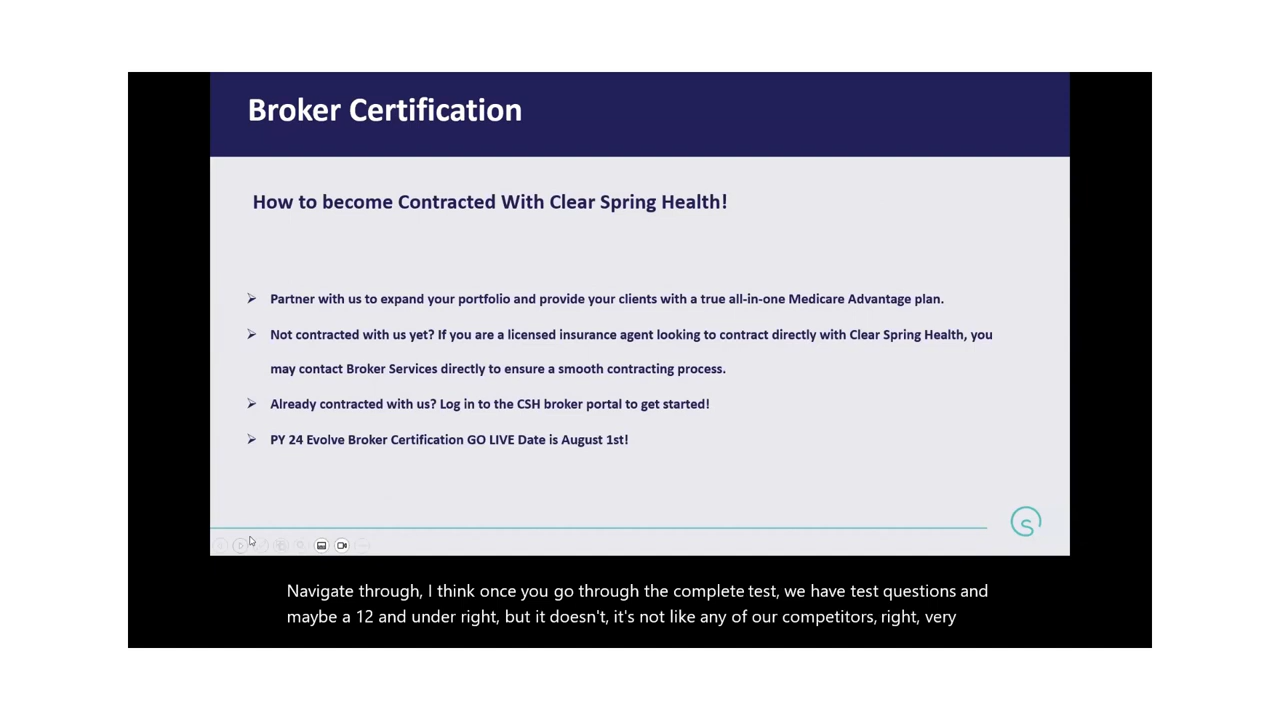 Broker Certification
How to become Contracted With Clear Spring Health!
Partner with us to expand your portfolio and provide your clients with a true all-in-one Medicare Advantage plan.
Not contracted with us yet? If you are a licensed insurance agent looking to contract directly with Clear Spring Health, you
may contact Broker Services directly to ensure a smooth contracting process.
Already contracted with us? Log in to the CSH broker portal to get started!
PY 24 Evolve Broker Certification GO LIVE Date is August 1st!
S
Navigate through, I think once you go through the complete test, we have test questions and
maybe a 12 and under right, but it doesn't, it's not like any of our competitors, right, very